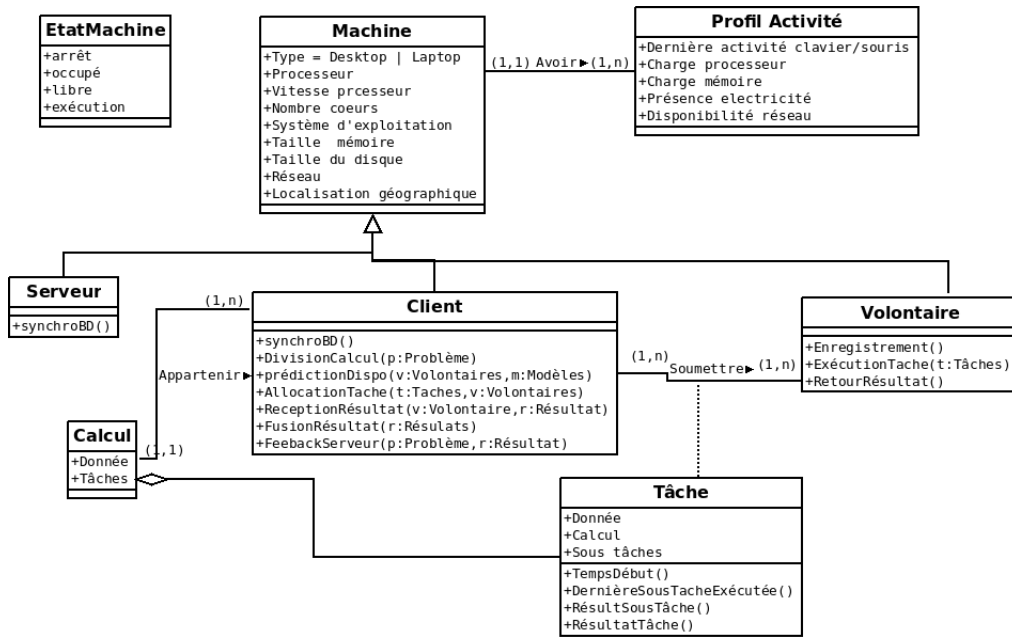 EtatMachine
+arrêt
+occupé
+libre
+exécution
Machine
+Type = Desktop | Laptop
+Processeur
+Vitesse prcesseur
+Nombre coeurs
+Système d'exploitation
+Taille mémoire
+Taille du disque
+Réseau
+Localisation géographique
(1,1) Avoir► (1,n)
Profil Activité
+Dernière activité clavier/souris
+Charge processeur
+Charge mémoire
+Présence electricité
+Disponibilité réseau
Serveur
+synchroBD()
(1,n)
Appartenir►
(1,1)
Client
+synchroBD()
+DivisionCalcul(p:Problème)
+prédictionDispo(v:Volontaires,m:Modèles)
+AllocationTache(t:Taches,v:Volontaires)
+ReceptionRésultat(v:Volontaire,r:Résultat)
+FusionRésultat(r:Résulats)
+FeebackServeur(p:Problème,r:Résultat)
(1,n) Soumettre► (1,n)
Volontaire
+Enregistrement()
+ExécutionTache(t:Tâches)
+RetourRésultat()
Calcul
+Donnée
+Tâches
Tâche
+Donnée
+Calcul
+Sous tâches
+TempsDébut()
+DernièreSousTacheExécutée()
+RésultSousTâche()
+RésultatTâche()